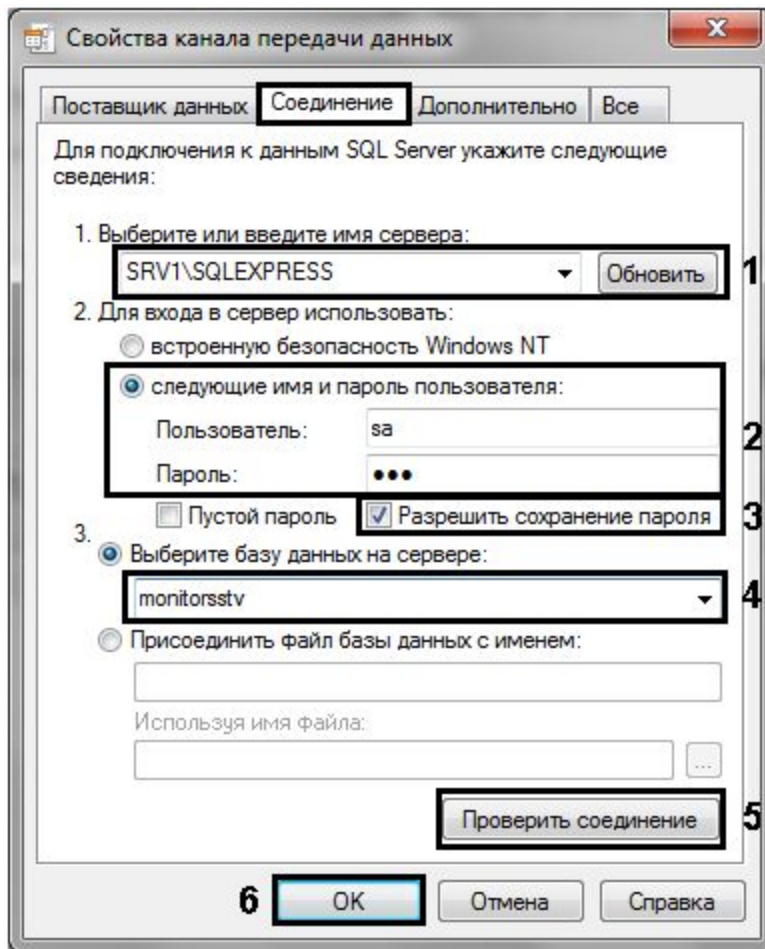 Свойства канала передачи данных
Поставщик данных Соединение Дополнительно Все
Для подключения к данным SQL Server укажите следующие
сведения:
1. Выберите или введите имя сервера:
SRV1\SQLEXPRESS Обновить 1
2. Для входа в сервер использовать:
встроенную безопасность Windows NT
следующие имя и пароль пользователя:
Пользователь: sa
2
Пароль: •••
Пустой пароль Разрешить сохранение пароля 3
3.
Выберите базу данных на сервере:
monitorsstv 4
Присоединить файл базы данных с именем:
Используя имя файла:
...
Проверить соединение 5
6 OK Отмена Справка